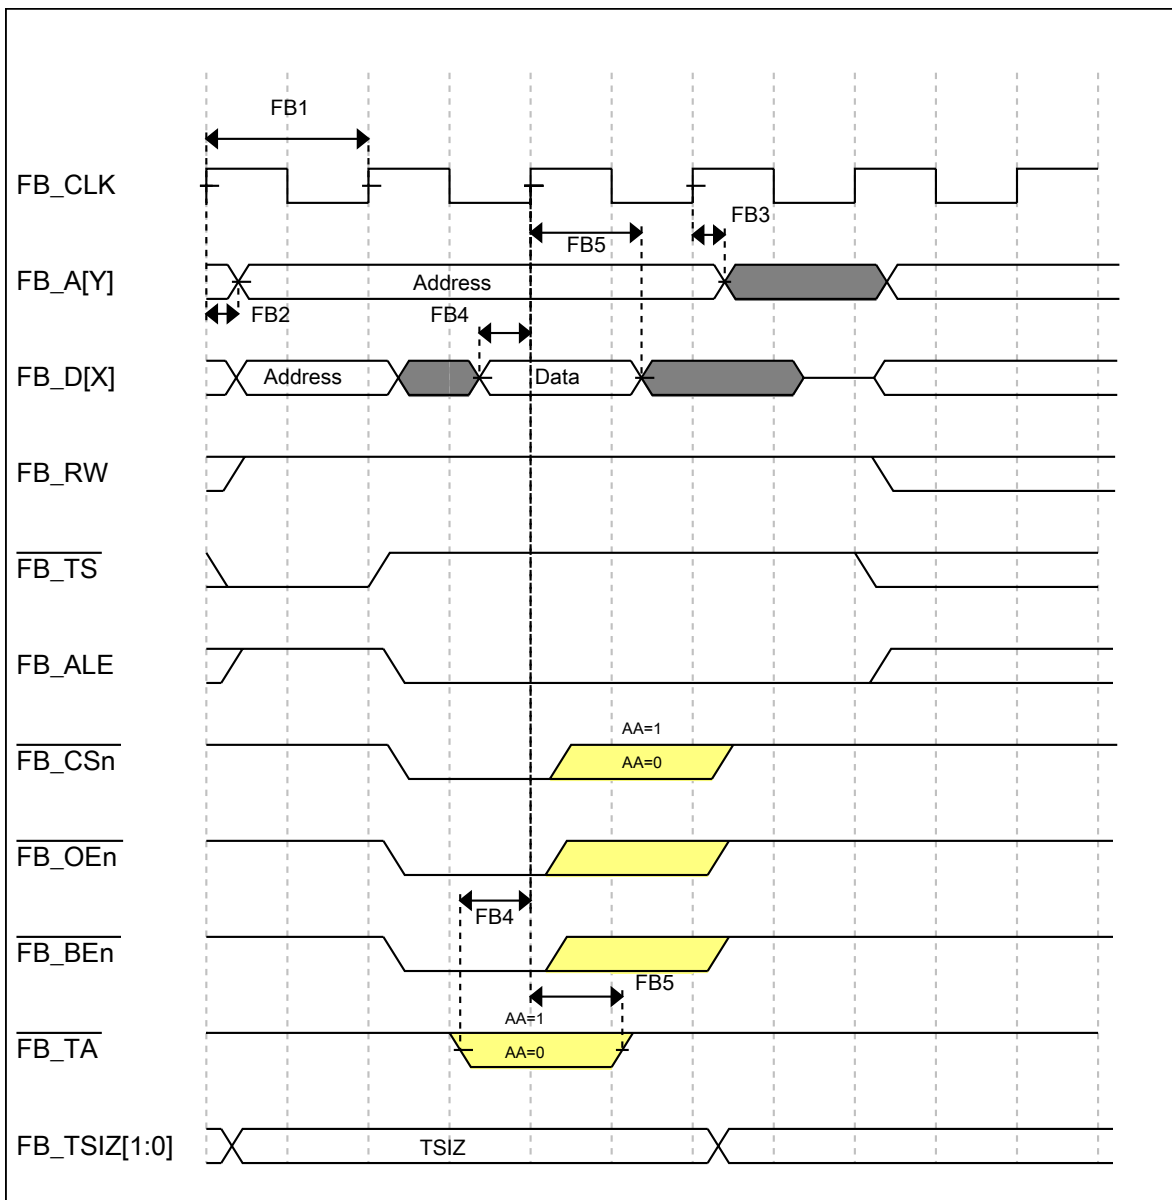 FB1
FB_CLK
FB3
FB5
FB_A[Y]
Address
FB2
FB4
FB_D[X]
Address
Data
FB_RW
FB_TS
FB_ALE
AA=1
FB_CSn
AA=0
FB_OEn
FB4
FB_BEn
FB5
AA=1
FB_TA
AA=0
FB_TSIZ[1:0]
TSIZ